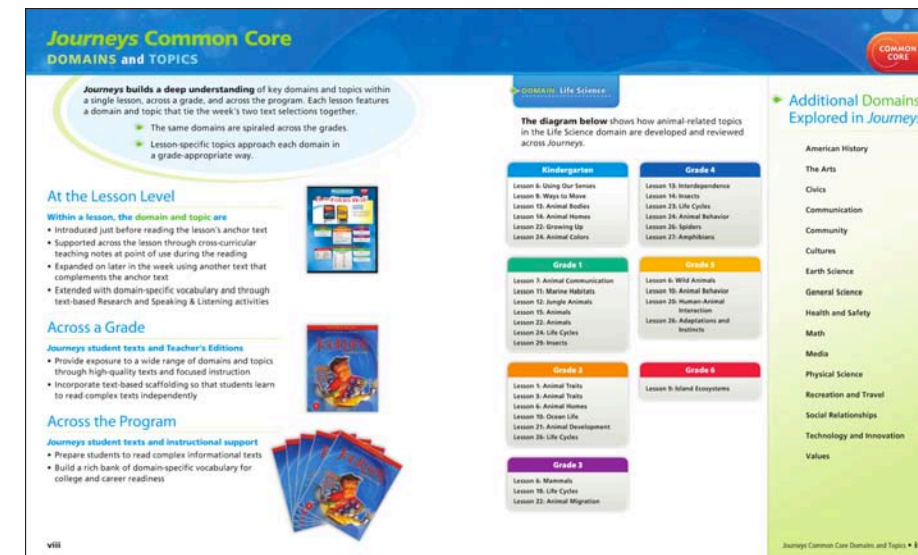 Journeys Common Core
DOMAINS and TOPICS
COMMON
CORE
Journeys builds a deep understanding of key domains and topics within
a single lesson, across a grade, and across the program. Each lesson features
a domain and topic that tie the week's two text selections together.
The same domains are spiraled across the grades.
Lesson-specific topics approach each domain in
a grade-appropriate way.
At the Lesson Level
Within a lesson, the domain and topic are
• Introduced just before reading the lesson's anchor text
• Supported across the lesson through cross-curricular
teaching notes at point of use during the reading
• Expanded on later in the week using another text that
complements the anchor text
• Extended with domain-specific vocabulary and through
text-based Research and Speaking & Listening activities
Across a Grade
Journeys student texts and Teacher's Editions
• Provide exposure to a wide range of domains and topics
through high-quality texts and focused instruction
• Incorporate text-based scaffolding so that students learn
to read complex texts independently
Across the Program
Journeys student texts and instructional support
• Prepare students to read complex informational texts
• Build a rich bank of domain-specific vocabulary for
college and career readiness
viii
DOMAIN: Life Science
The diagram below shows how animal-related topics
in the Life Science domain are developed and reviewed
across Journeys.
Kindergarten
Lesson 6: Using Our Senses
Lesson 8: Ways to Move
Lesson 13: Animal Bodies
Lesson 14: Animal Homes
Lesson 22: Growing Up
Lesson 24: Animal Colors
Grade 1
Lesson 7: Animal Communication
Lesson 11: Marine Habitats
Lesson 12: Jungle Animals
Lesson 15: Animals
Lesson 22: Animals
Lesson 24: Life Cycles
Lesson 29: Insects
Grade 2
Lesson 1: Animal Traits
Lesson 3: Animal Traits
Lesson 6: Animal Homes
Lesson 10: Ocean Life
Lesson 21: Animal Development
Lesson 26: Life Cycles
Grade 3
Lesson 6: Mammals
Lesson 18: Life Cycles
Lesson 22: Animal Migration
Grade 4
Lesson 13: Interdependence
Lesson 14: Insects
Lesson 23: Life Cycles
Lesson 24: Animal Behavior
Lesson 26: Spiders
Lesson 27: Amphibians
Grade 5
Lesson 6: Wild Animals
Lesson 10: Animal Behavior
Lesson 20: Human-Animal
Interaction
Lesson 26: Adaptations and
Instincts
Grade 6
Lesson 9: Island Ecosystems
Additional Domains
Explored in Journeys
American History
The Arts
Civics
Communication
Community
Cultures
Earth Science
General Science
Health and Safety
Math
Media
Physical Science
Recreation and Travel
Social Relationships
Technology and Innovation
Values
Journeys Common Core Domains and Topics •